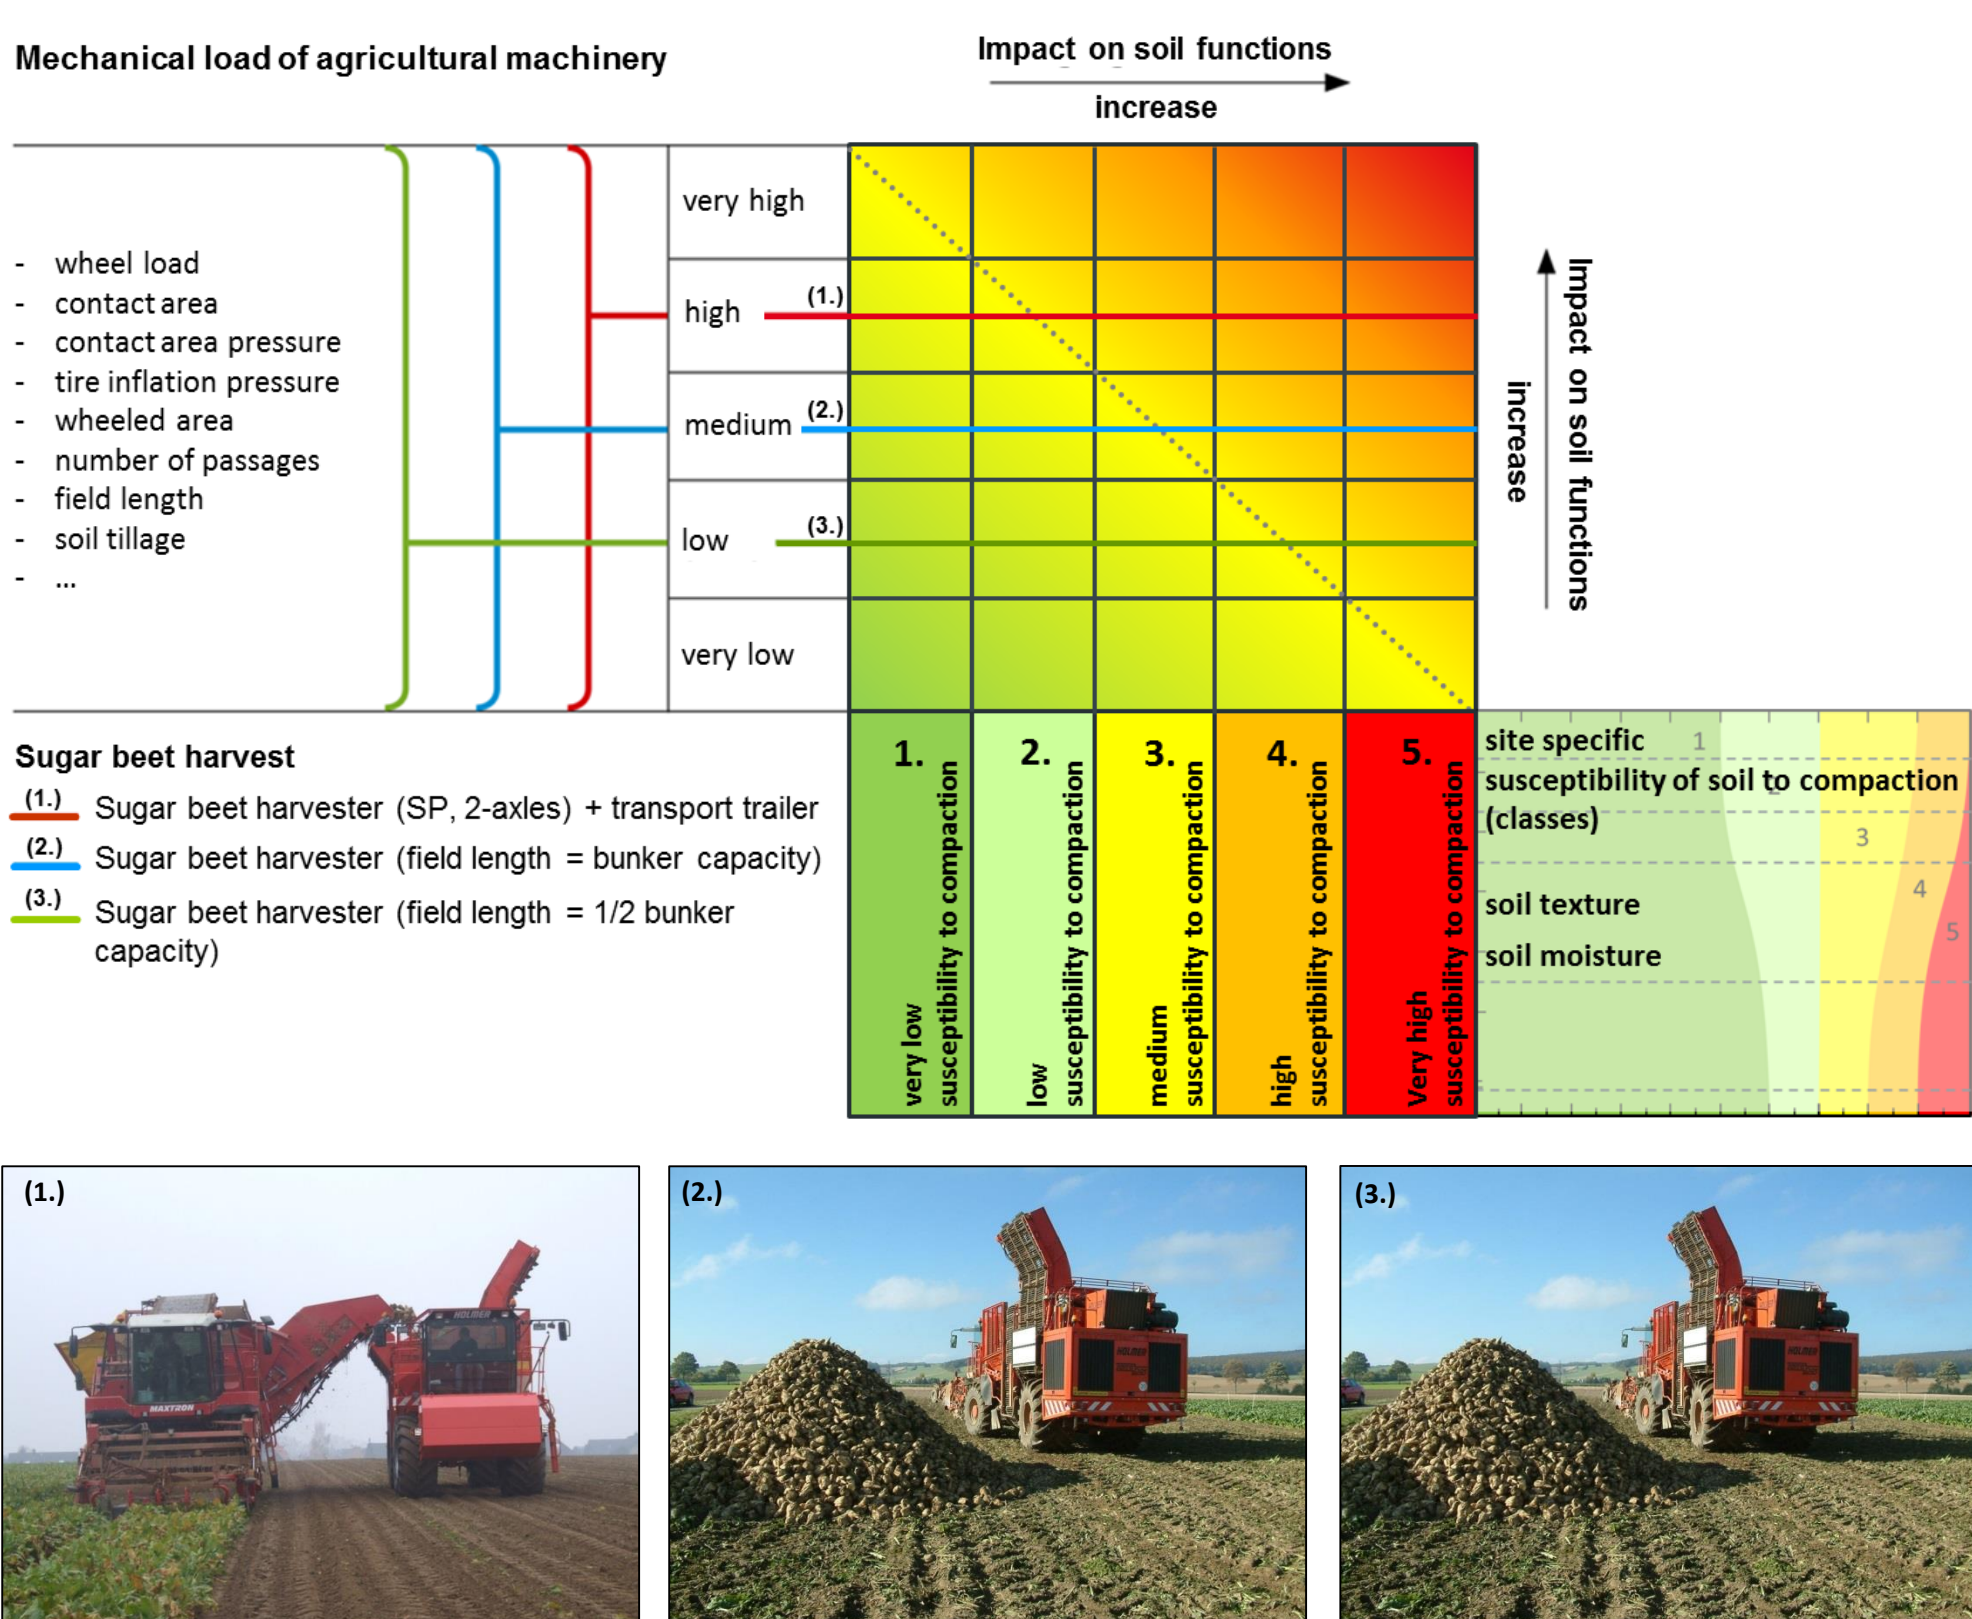 Mechanical load of agricultural machinery
Impact on soil functions
increase
- wheel load
- contact area
- contact area pressure
- tire inflation pressure
- wheeled area
- number of passages
- field length
- soil tillage
- ...
very high
high (1.)
medium (2.)
low (3.)
very low
Impact on soil functions
increase
Sugar beet harvest
(1.) Sugar beet harvester (SP, 2-axles) + transport trailer
(2.) Sugar beet harvester (field length = bunker capacity)
(3.) Sugar beet harvester (field length = 1/2 bunker
capacity)
1.
very low
susceptibility to compaction
2.
low
susceptibility to compaction
3.
medium
susceptibility to compaction
4.
high
susceptibility to compaction
5.
Very high
susceptibility to compaction
site specific 1
susceptibility of soil to compaction
2
(classes)
3
4
soil texture
5
soil moisture
(1.)
HOLMER
MAXTRON
(2.)
HOLMER
(3.)
HOLMER